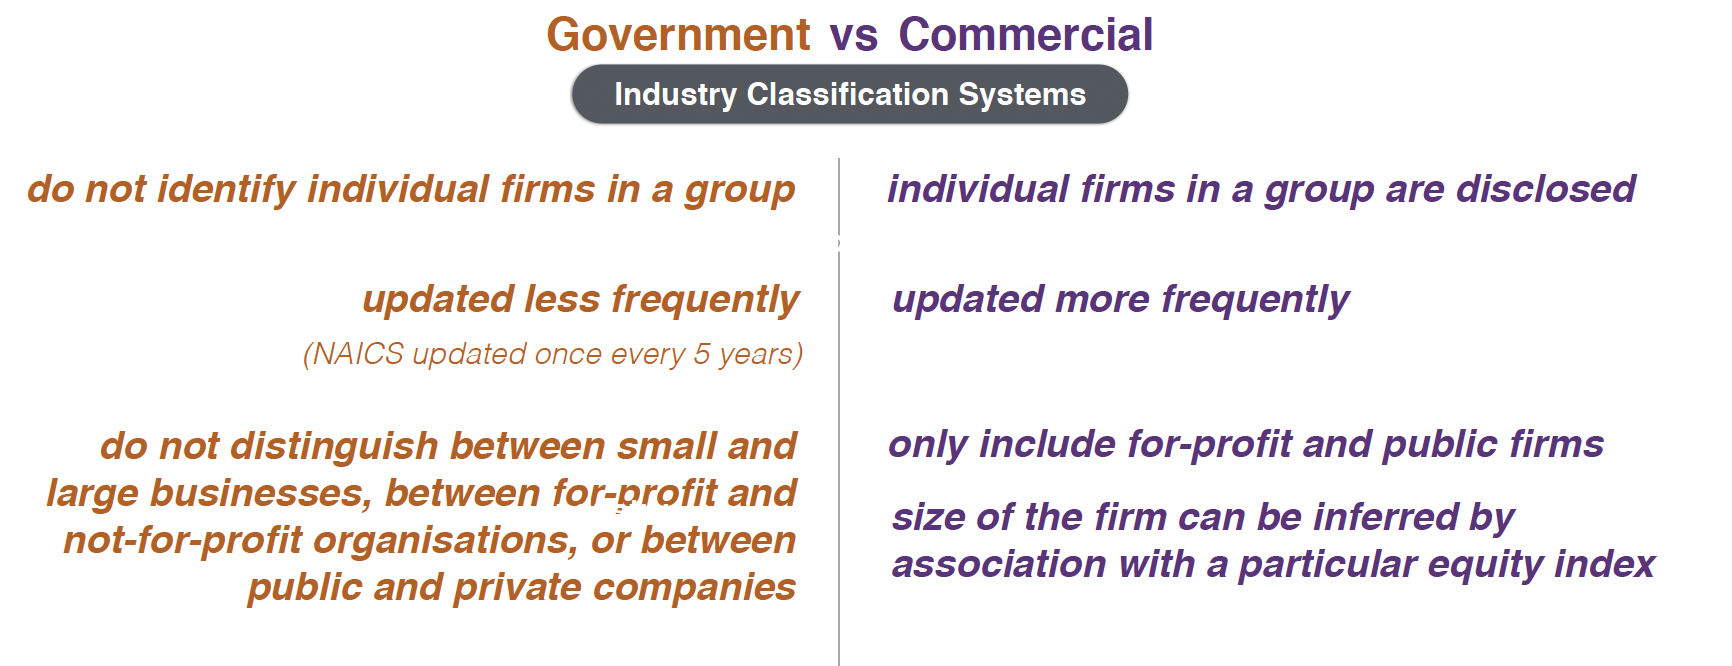 Government vs Commercial
Industry Classification Systems
do not identify individual firms in a group
individual firms in a group are disclosed
updated less frequently
(NAICS updated once every 5 years)
updated more frequently
do not distinguish between small and
large businesses, between for-profit and
not-for-profit organisations, or between
public and private companies
only include for-profit and public firms
size of the firm can be inferred by
association with a particular equity index